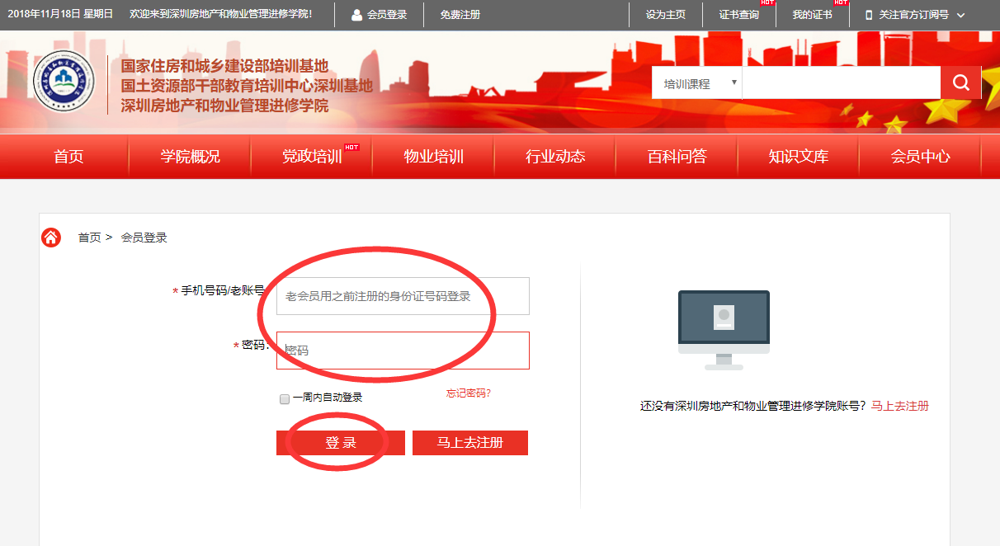 2018年11月18日 星期日 欢迎来到深圳房地产和物业管理进修学院! 会员登录 免费注册 设为主页 证书查询 HOT 我的证书 HOT 关注官方订阅号
国家住房和城乡建设部培训基地
国土资源部干部教育培训中心深圳基地
深圳房地产和物业管理进修学院
培训课程
首页 学院概况 党政培训 HOT 物业培训 行业动态 百科问答 知识文库 会员中心
首页 > 会员登录
* 手机号码/老账号 老会员用之前注册的身份证号码登录
* 密码: 密码
一周内自动登录 忘记密码?
还没有深圳房地产和物业管理进修学院账号? 马上去注册
登 录 马上去注册